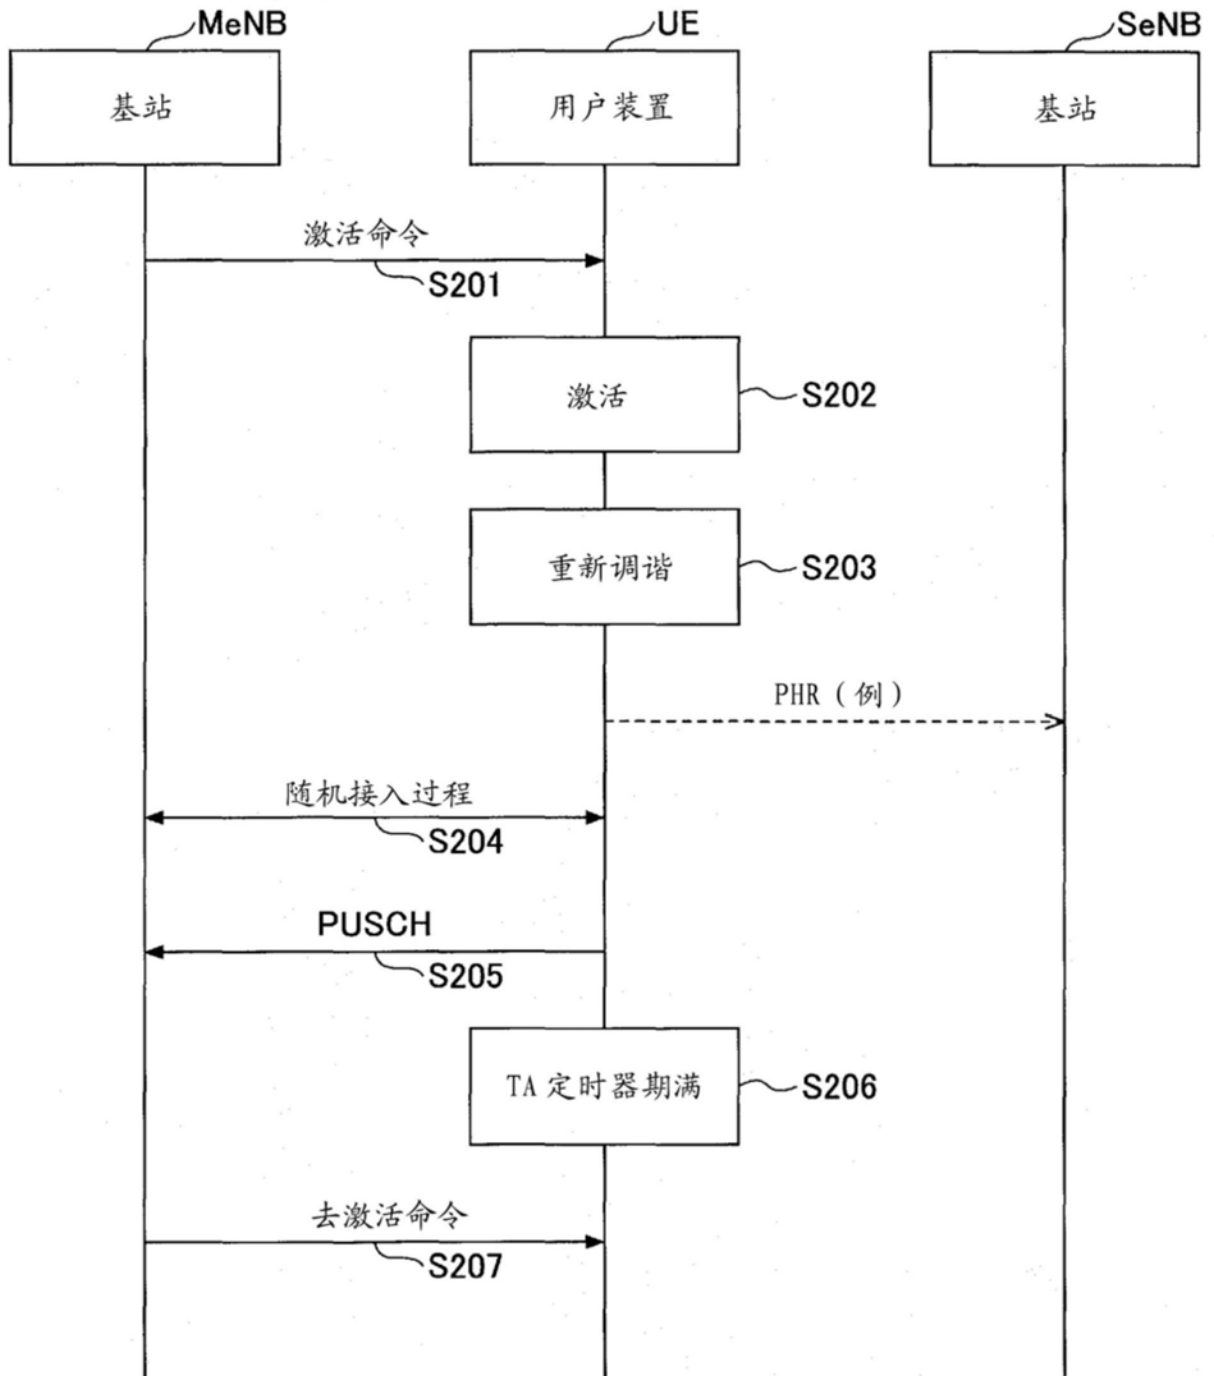 MeNB
UE
SeNB
基站
用户装置
基站
激活命令
S201
激活
S202
重新调谐
S203
PHR（例）
随机接入过程
S204
PUSCH
S205
TA 定时器期满
S206
去激活命令
S207